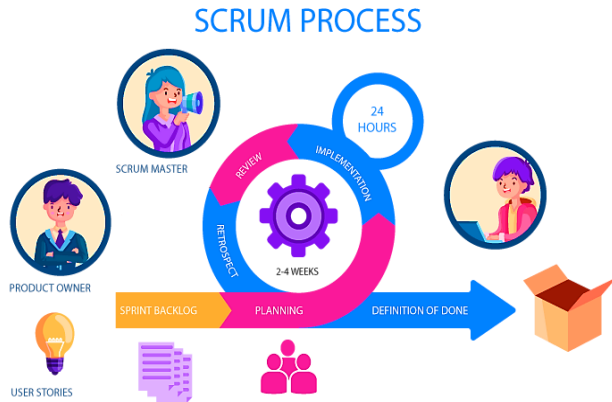 SCRUM PROCESS
24
HOURS
SCRUM MASTER
REVIEW
IMPLEMENTATION
RETROSPECT
2-4 WEEKS
PRODUCT OWNER
SPRINT BACKLOG
PLANNING
DEFINITION OF DONE
USER STORIES